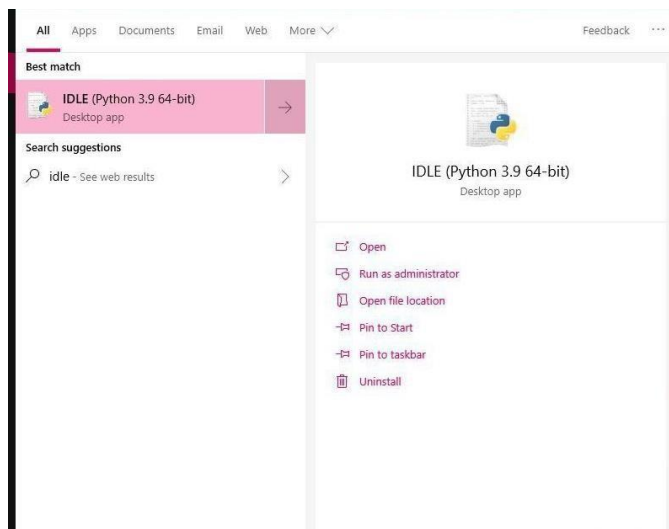 All Apps Documents Email Web More Feedback ...
Best match
IDLE (Python 3.9 64-bit)
Desktop app
Search suggestions
idle - See web results
IDLE (Python 3.9 64-bit)
Desktop app
Open
Run as administrator
Open file location
Pin to Start
Pin to taskbar
Uninstall